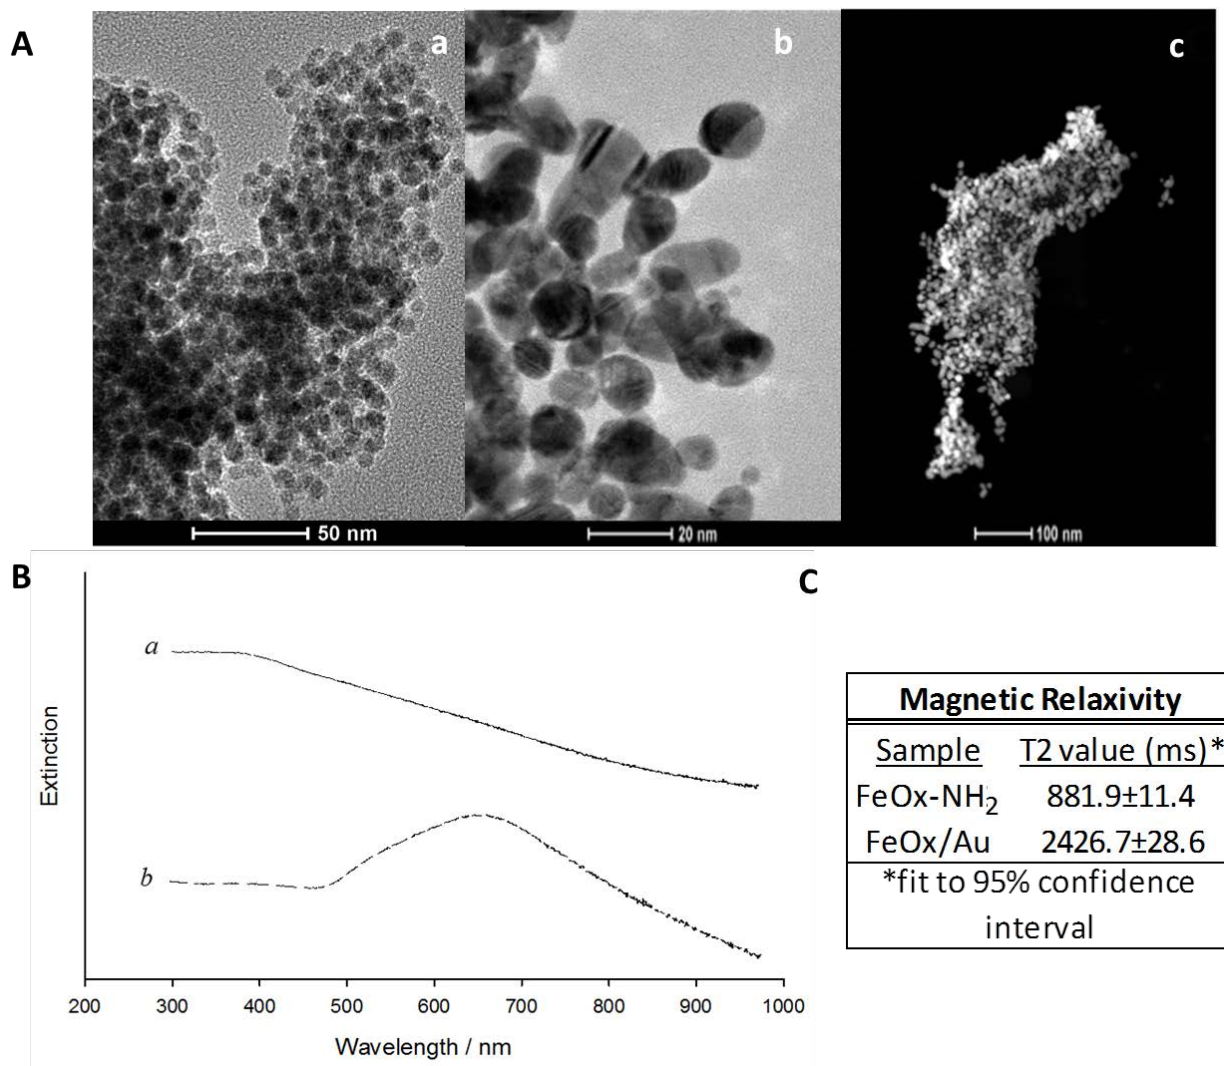 A
a
b
c
50 nm
20 nm
100 nm
B
a
b
Extinction
200 300 400 500 600 700 800 900 1000
Wavelength / nm
C
Magnetic Relaxivity
Sample T2 value (ms)*
FeOx-NH₂ 881.9±11.4
FeOx/Au 2426.7±28.6
*fit to 95% confidence
interval